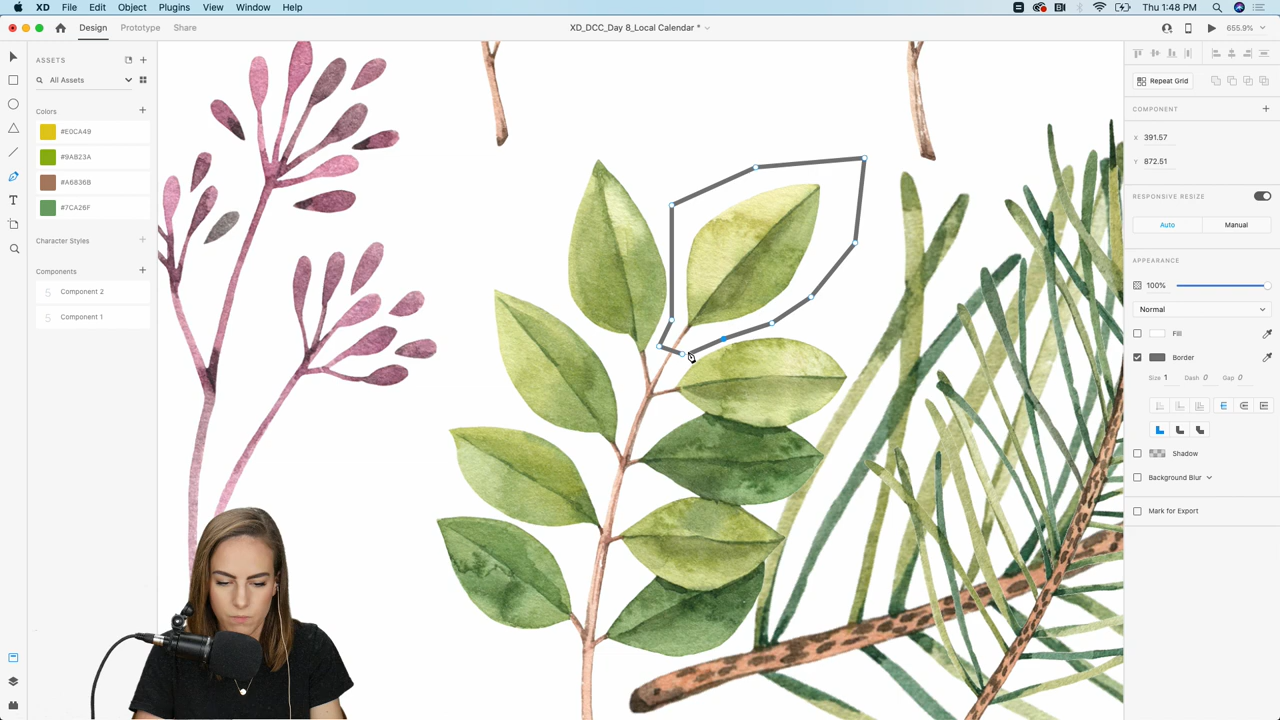 XD File Edit Object Plugins View Window Help Thu 1:48 PM
Design Prototype Share XD_DCC_Day 8_Local Calendar * 655.9%
ASSETS
All Assets
Colors
#E0CA49
#9AB23A
#A6836B
#7CA26F
Character Styles
Components
Component 2
Component 1
Repeat Grid
COMPONENT
X 391.57
Y 872.51
RESPONSIVE RESIZE
Auto Manual
APPEARANCE
100%
Normal
Fill
Border
Size 1 Dash 0 Gap 0
Shadow
Background Blur
Mark for Export